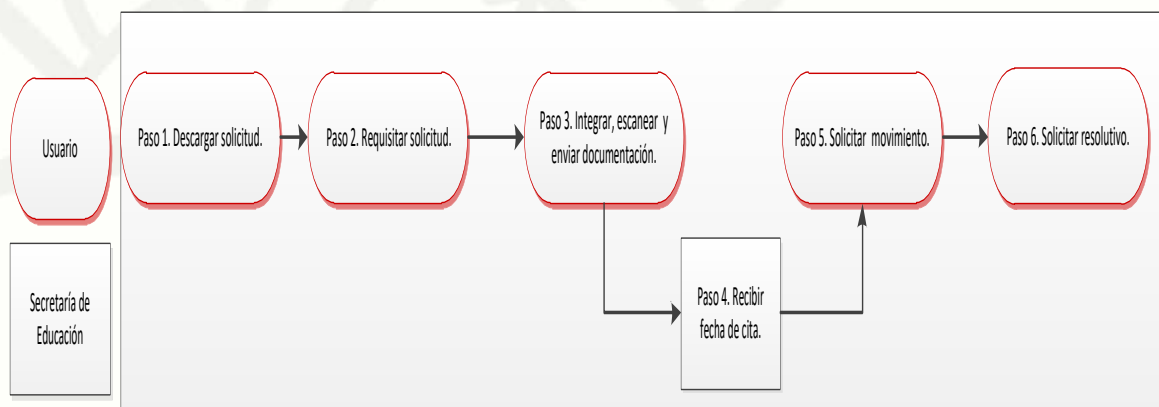 Usuario
Paso 1. Descargar solicitud.
Paso 2. Requisitar solicitud.
Paso 3. Integrar, escanear y
enviar documentación.
Paso 5. Solicitar movimiento.
Paso 6. Solicitar resolutivo.
Secretaría de
Educación
Paso 4. Recibir
fecha de cita.